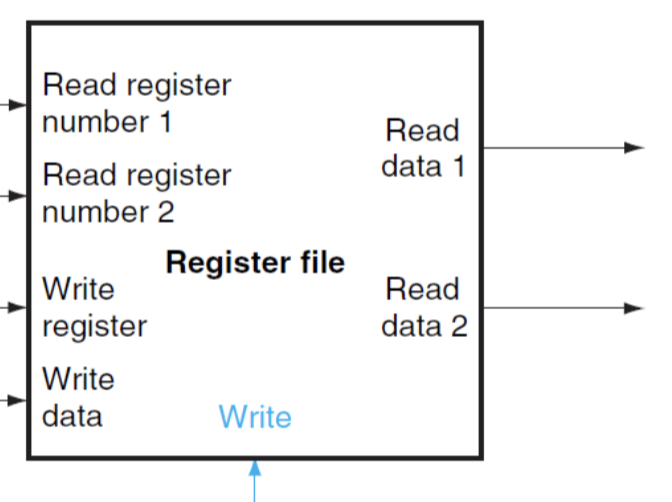 Read register
number 1
Read
data 1
Read register
number 2
Register file
Write
register
Read
data 2
Write
data
Write